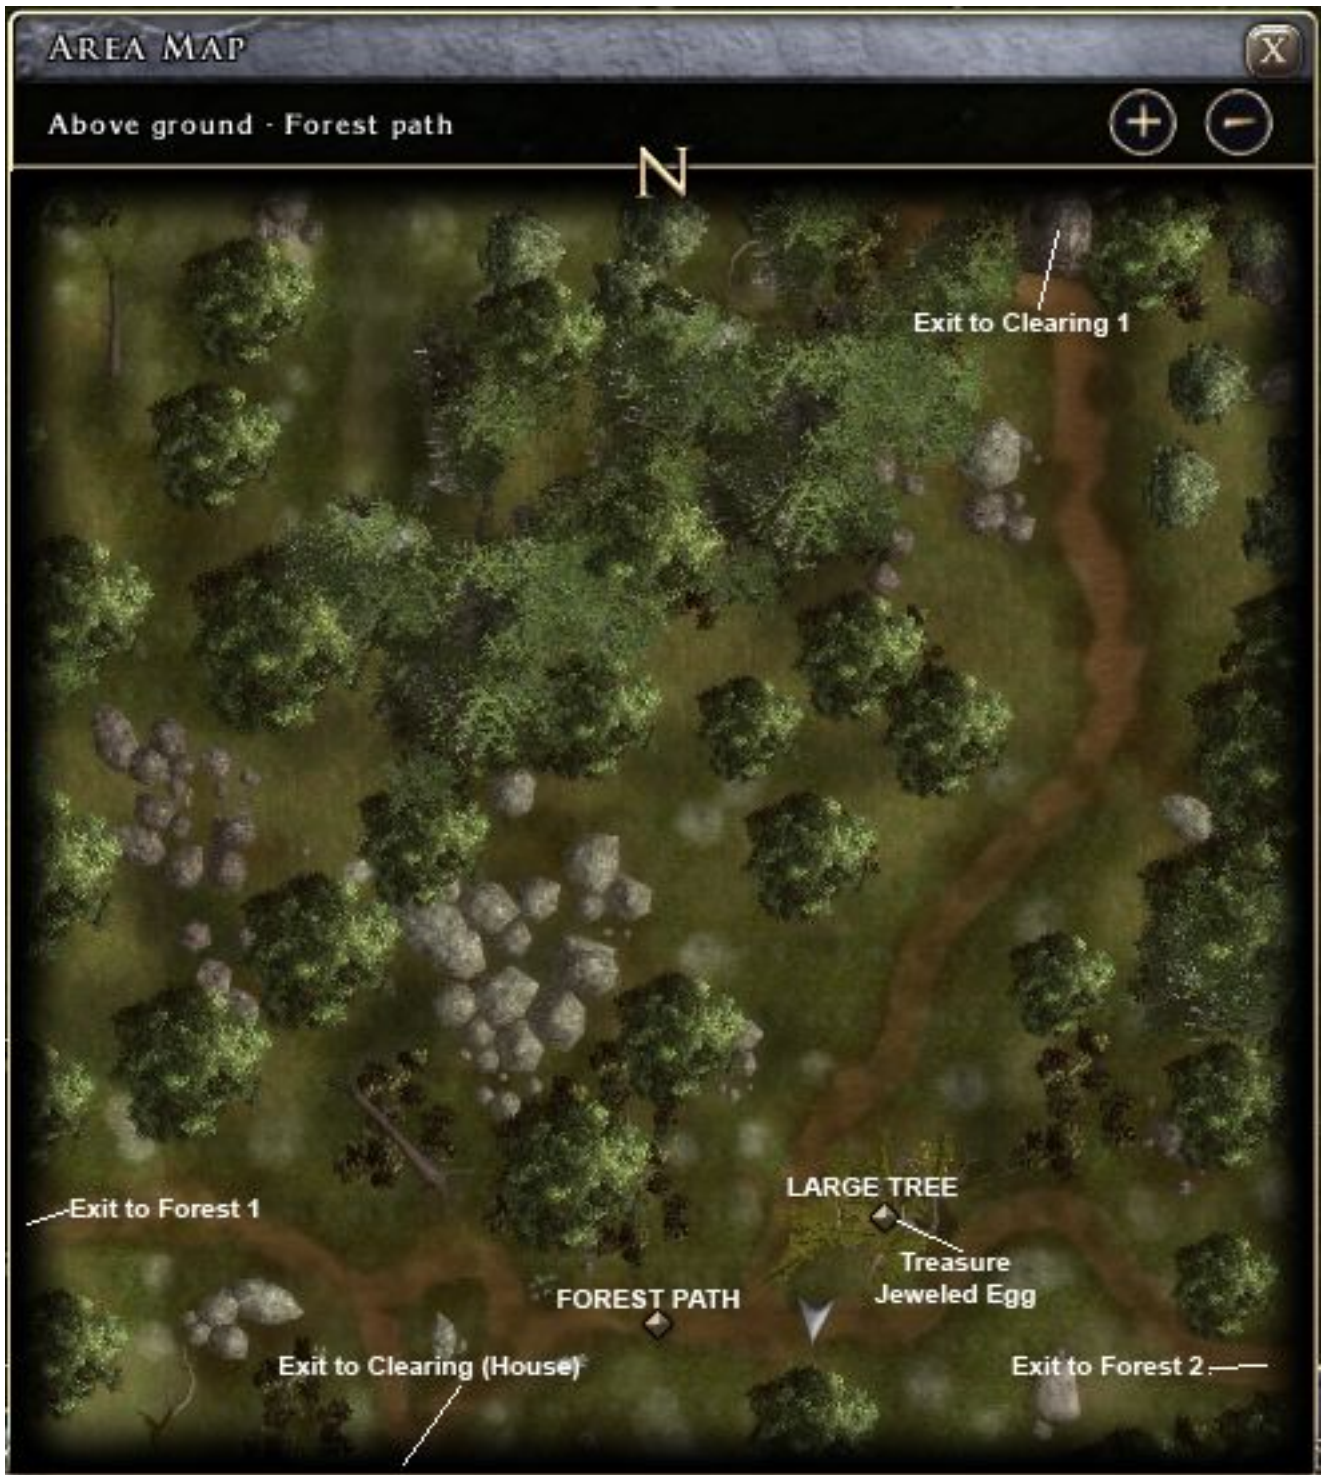 AREA MAP
X
Above ground - Forest path
N
Exit to Clearing 1
LARGE TREE
Exit to Forest 1
Treasure
Jeweled Egg
FOREST PATH
Exit to Clearing (House)
Exit to Forest 2